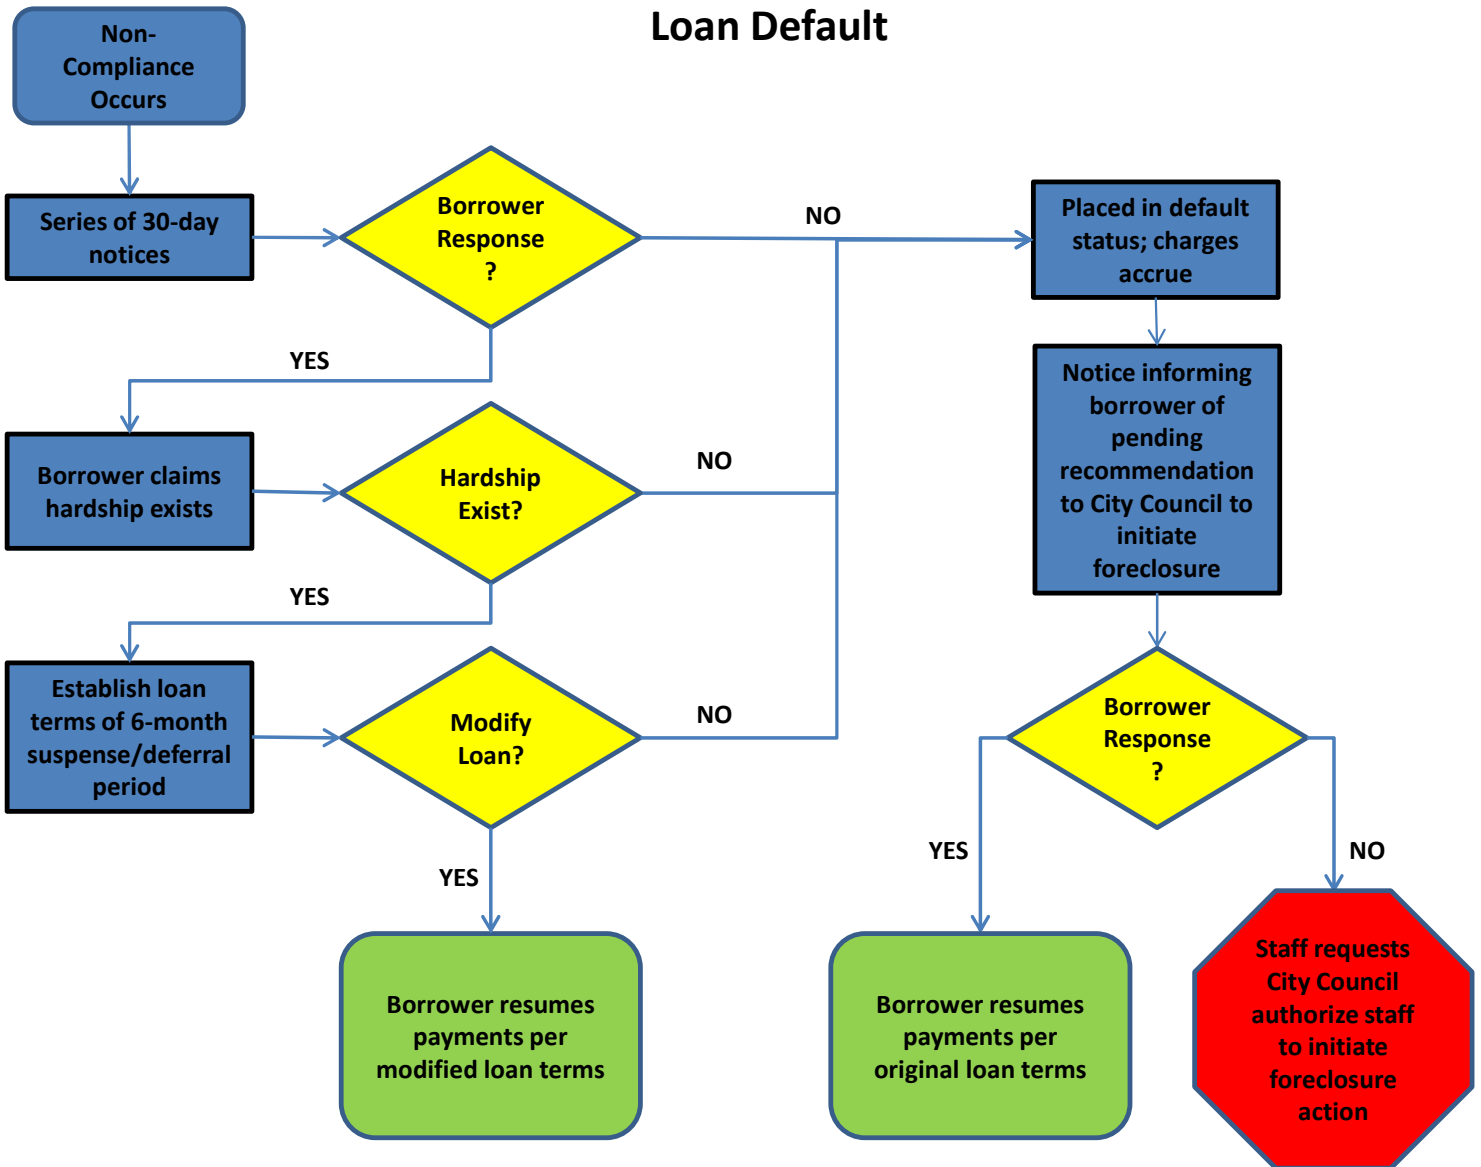 Loan Default
Non-
Compliance
Occurs
Series of 30-day
notices
Borrower
Response
?
NO
Placed in default
status; charges
accrue
YES
Notice informing
borrower of
pending
recommendation
to City Council to
initiate
foreclosure
Borrower claims
hardship exists
Hardship
Exist?
NO
YES
Establish loan
terms of 6-month
suspense/deferral
period
Modify
Loan?
NO
Borrower
Response
?
YES
YES
NO
Borrower resumes
payments per
modified loan terms
Borrower resumes
payments per
original loan terms
Staff requests
City Council
authorize staff
to initiate
foreclosure
action